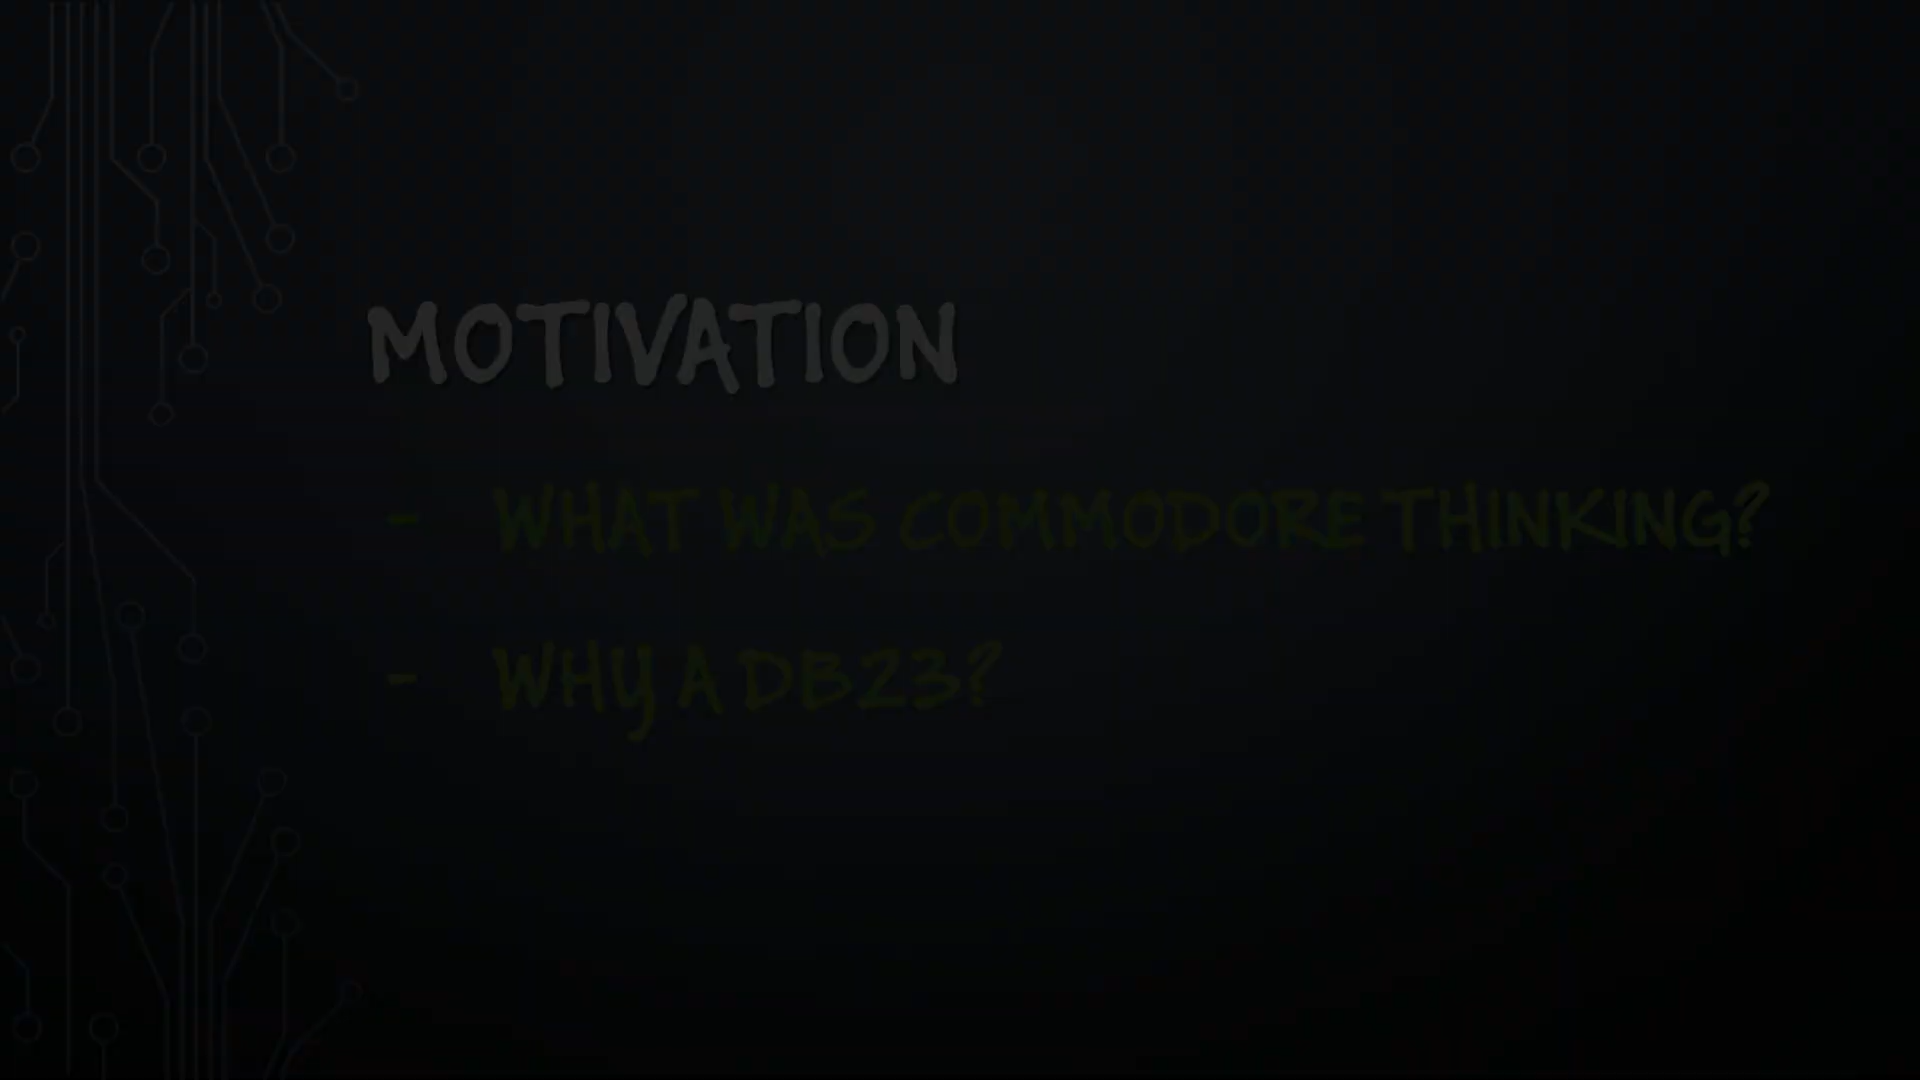 MOTIVATION
- WHAT WAS COMMODORE THINKING?
- WHY A DB23?